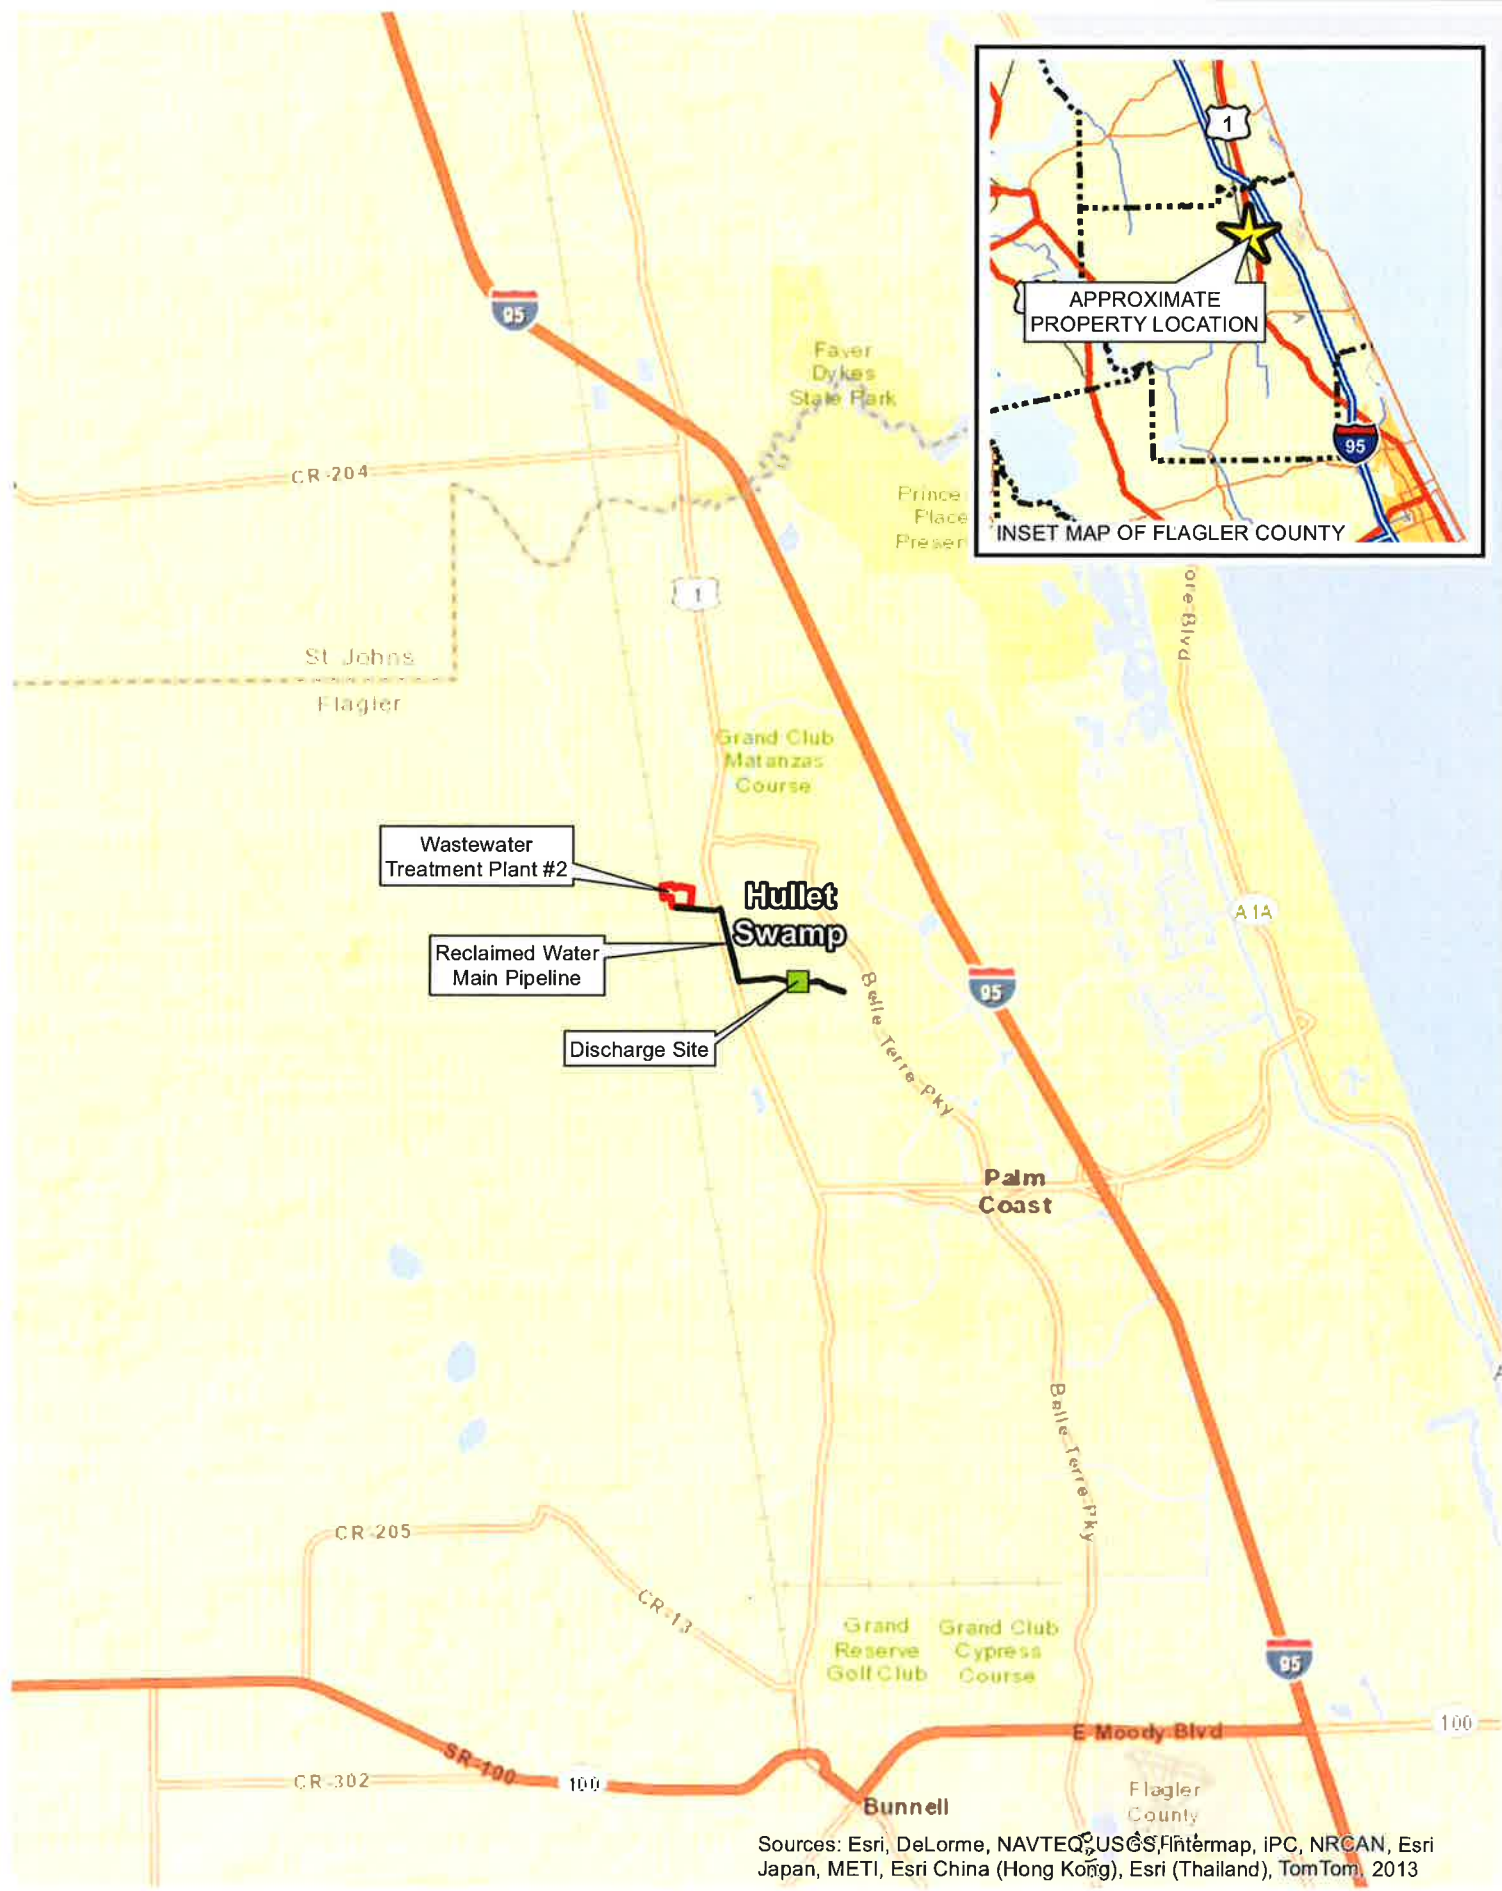 1
APPROXIMATE
PROPERTY LOCATION
95
INSET MAP OF FLAGLER COUNTY
95
Faver
Dykes
State Park
CR-204
Prince
Place
Preser
1
ore Blvd
St Johns
Flagler
Grand Club
Matanzas
Course
Wastewater
Treatment Plant #2
Hullet
Swamp
A1A
Reclaimed Water
Main Pipeline
95
Belle Terre Pky
Discharge Site
Palm
Coast
Belle Terre Pky
CR-205
CR-13
Grand
Reserve
Golf Club
Grand Club
Cypress
Course
95
100
E Moody Blvd
SR-100
CR-302
100
Flagler
County
Bunnell
Sources: Esri, DeLorme, NAVTEQ, USGS, Intermap, iPC, NRCAN, Esri
Japan, METI, Esri China (Hong Kong), Esri (Thailand), TomTom, 2013